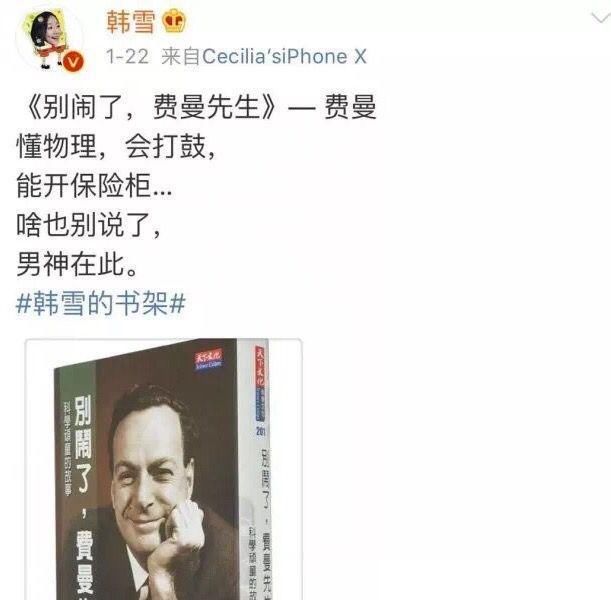 韩雪
1-22 来自Cecilia'siPhone X
《别闹了，费曼先生》— 费曼
懂物理，会打鼓，
能开保险柜...
啥也别说了，
男神在此。
#韩雪的书架#
天下文化
Science Culture
別鬧了，費曼
科學頑童的故事
天下文化
201
別鬧了，費曼先生
科學頑童的故